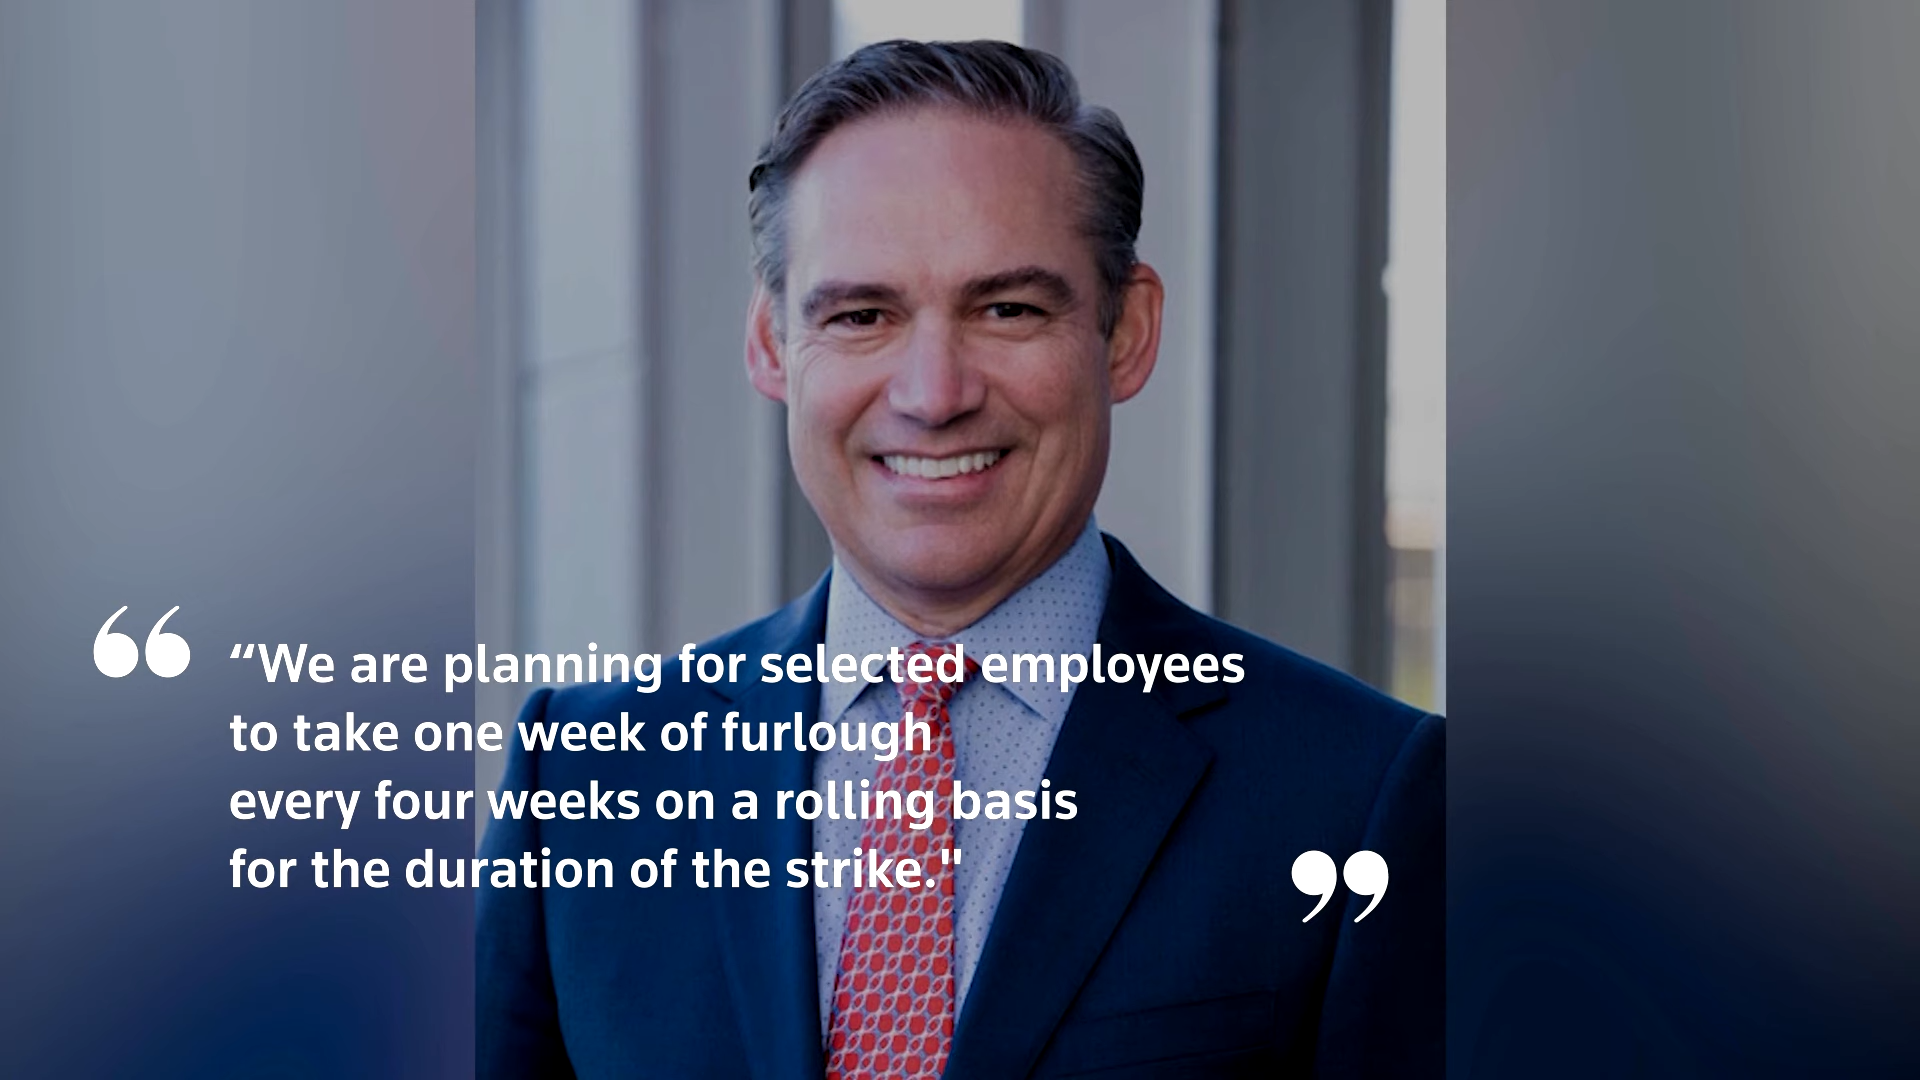 “We are planning for selected employees
to take one week of furlough
every four weeks on a rolling basis
for the duration of the strike."